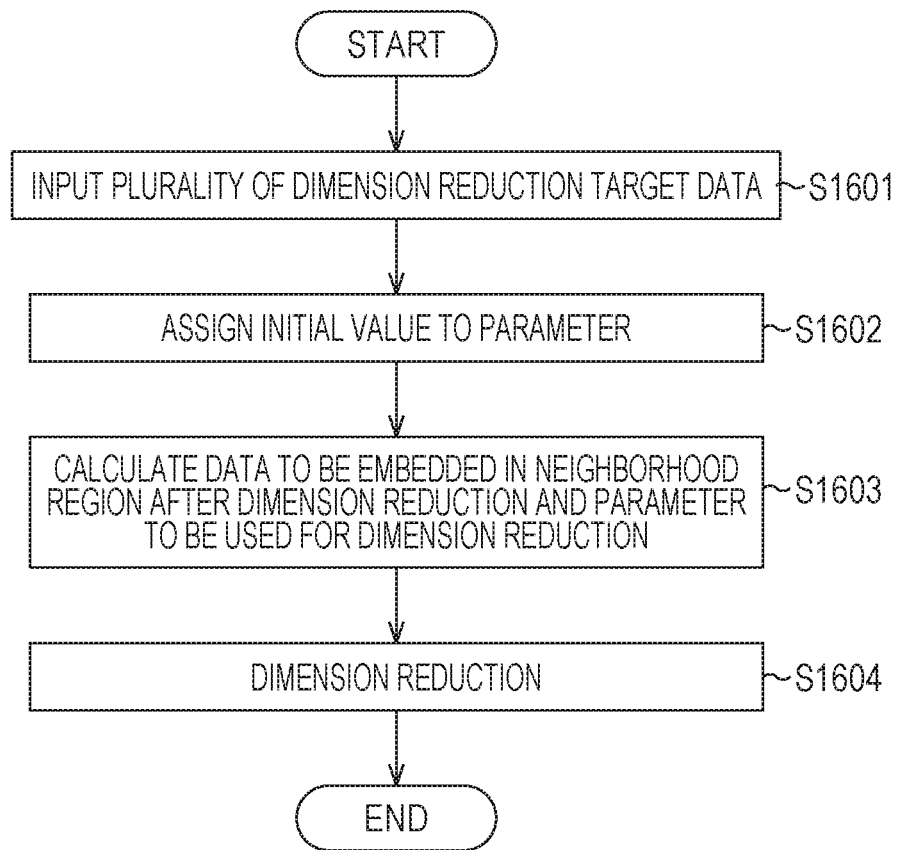 START
INPUT PLURALITY OF DIMENSION REDUCTION TARGET DATA
S1601
ASSIGN INITIAL VALUE TO PARAMETER
S1602
CALCULATE DATA TO BE EMBEDDED IN NEIGHBORHOOD
REGION AFTER DIMENSION REDUCTION AND PARAMETER
TO BE USED FOR DIMENSION REDUCTION
S1603
DIMENSION REDUCTION
S1604
END